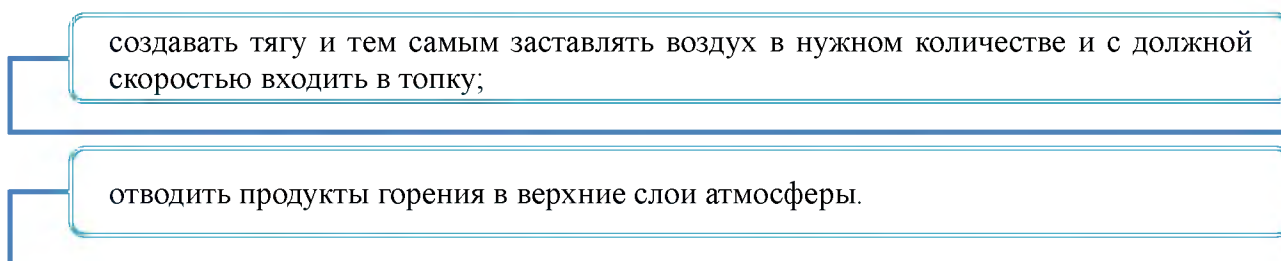 создавать тягу и тем самым заставлять воздух в нужном количестве и с должной
скоростью входить в топку;
отводить продукты горения в верхние слои атмосферы.